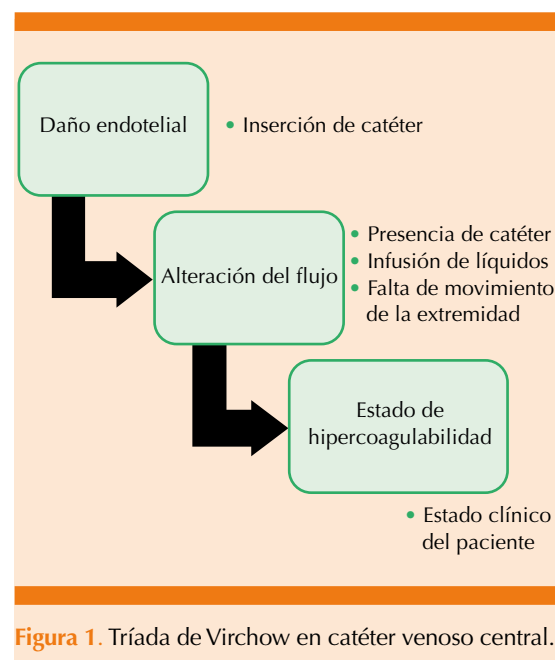 Daño endotelial
• Inserción de catéter
Alteración del flujo
• Presencia de catéter
• Infusión de líquidos
• Falta de movimiento
de la extremidad
Estado de
hipercoagulabilidad
• Estado clínico
del paciente
Figura 1. Tríada de Virchow en catéter venoso central.